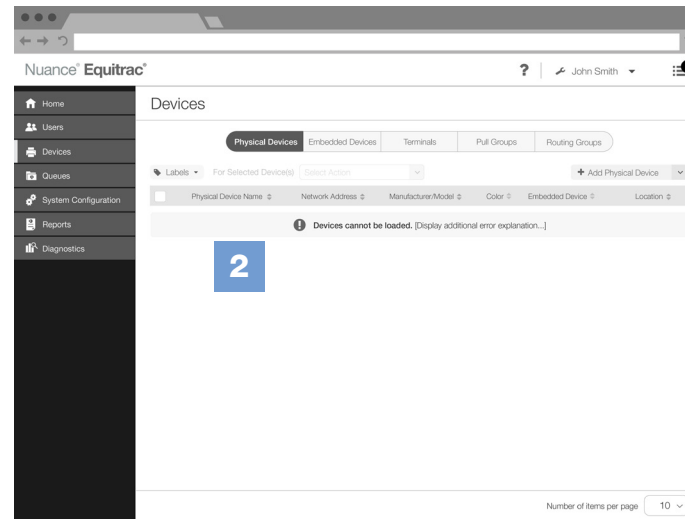 Nuance® Equitrac®
? John Smith
Home
Users
Devices
Queues
System Configuration
Reports
Diagnostics
Devices
Physical Devices Embedded Devices Terminals Pull Groups Routing Groups
Labels For Selected Device(s) Select Action + Add Physical Device
Physical Device Name Network Address Manufacturer/Model Color Embedded Device Location
! Devices cannot be loaded. [Display additional error explanation...]
2
Number of items per page 10